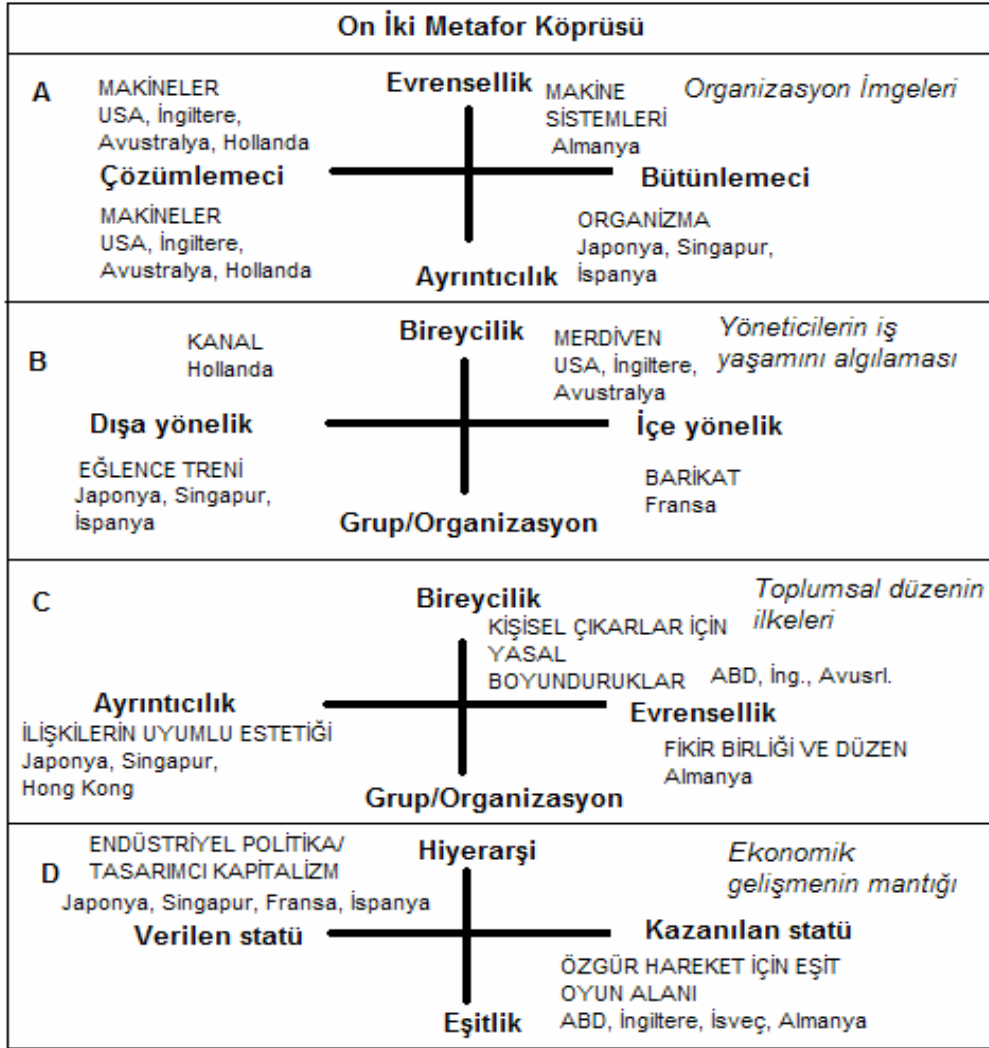 On İki Metafor Köprüsü
A
MAKİNELER
USA, İngiltere,
Avustralya, Hollanda
Evrensellik
MAKİNE
SİSTEMLERİ
Almanya
Organizasyon İmgeleri
Çözümlemeci
Bütünlemeci
MAKİNELER
USA, İngiltere,
Avustralya, Hollanda
Ayrıntıcılık
ORGANİZMA
Japonya, Singapur,
İspanya
B
KANAL
Hollanda
Bireycilik
MERDİVEN
USA, İngiltere,
Avustralya
Yöneticilerin iş
yaşamını algılaması
Dışa yönelik
İçe yönelik
EĞLENCE TRENİ
Japonya, Singapur,
İspanya
Grup/Organizasyon
BARİKAT
Fransa
C
Bireycilik
KİŞİSEL ÇIKARLAR İÇİN
YASAL
BOYUNDURUKLAR
ABD, İng., Avusrl.
Toplumsal düzenin
ilkeleri
Ayrıntıcılık
Evrensellik
İLİŞKİLERİN UYUMLU ESTETİĞİ
Japonya, Singapur,
Hong Kong
Grup/Organizasyon
FİKİR BİRLİĞİ VE DÜZEN
Almanya
D
ENDÜSTRİYEL POLİTİKA/
TASARIMCI KAPİTALİZM
Japonya, Singapur, Fransa, İspanya
Hiyerarşi
Ekonomik
gelişmenin mantığı
Verilen statü
Kazanılan statü
Eşitlik
ÖZGÜR HAREKET İÇİN EŞİT
OYUN ALANI
ABD, İngiltere, İsveç, Almanya